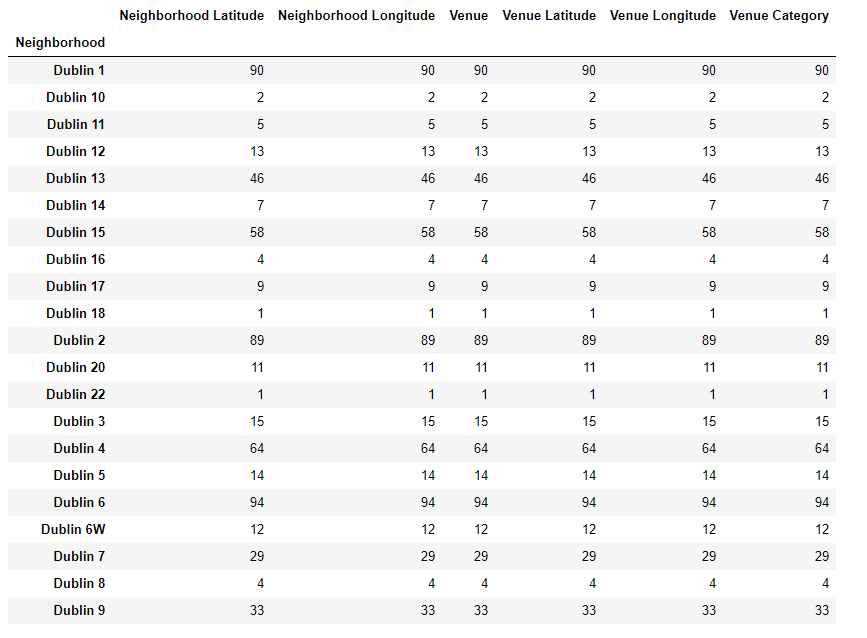 Neighborhood Latitude Neighborhood Longitude Venue Venue Latitude Venue Longitude Venue Category
Neighborhood
Dublin 1 90 90 90 90 90 90
Dublin 10 2 2 2 2 2 2
Dublin 11 5 5 5 5 5 5
Dublin 12 13 13 13 13 13 13
Dublin 13 46 46 46 46 46 46
Dublin 14 7 7 7 7 7 7
Dublin 15 58 58 58 58 58 58
Dublin 16 4 4 4 4 4 4
Dublin 17 9 9 9 9 9 9
Dublin 18 1 1 1 1 1 1
Dublin 2 89 89 89 89 89 89
Dublin 20 11 11 11 11 11 11
Dublin 22 1 1 1 1 1 1
Dublin 3 15 15 15 15 15 15
Dublin 4 64 64 64 64 64 64
Dublin 5 14 14 14 14 14 14
Dublin 6 94 94 94 94 94 94
Dublin 6W 12 12 12 12 12 12
Dublin 7 29 29 29 29 29 29
Dublin 8 4 4 4 4 4 4
Dublin 9 33 33 33 33 33 33